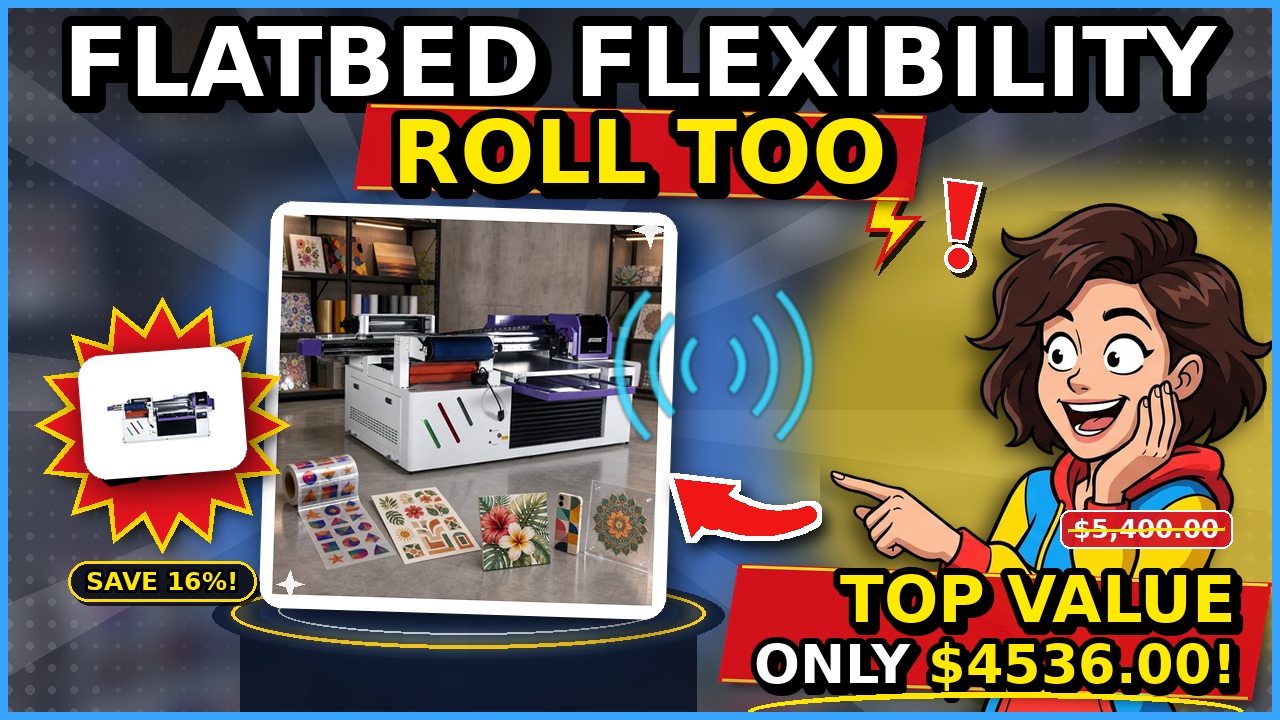 FLATBED FLEXIBILITY
ROLL TOO
SAVE 16%!
$5,400.00
TOP VALUE
ONLY $4536.00!